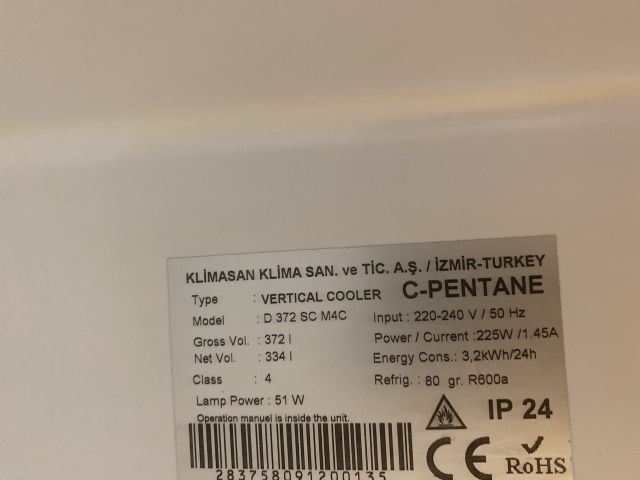 KLİMASAN KLİMA SAN. ve TİC. A.Ş. / İZMİR-TURKEY
Type : VERTICAL COOLER C-PENTANE
Model : D 372 SC M4C Input : 220-240 V / 50 Hz
Gross Vol. : 372 l Power / Current :225W /1.45A
Net Vol. : 334 l Energy Cons.: 3,2kWh/24h
Class : 4 Refrig. : 80 gr. R600a
Lamp Power : 51 W
Operation manuel is inside the unit.
IP 24
CE RoHS
283758091200135